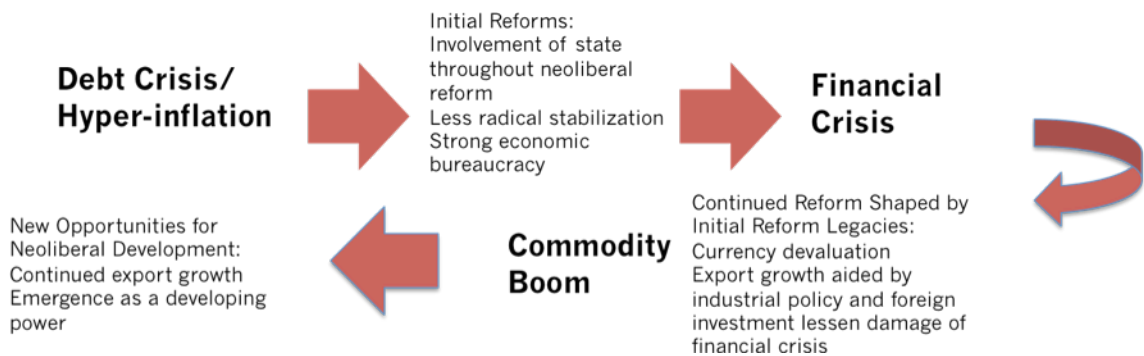 Debt Crisis/
Hyper-inflation
Initial Reforms:
Involvement of state
throughout neoliberal
reform
Less radical stabilization
Strong economic
bureaucracy
Financial
Crisis
Continued Reform Shaped by
Initial Reform Legacies:
Currency devaluation
Export growth aided by
industrial policy and foreign
investment lessen damage of
financial crisis
Commodity
Boom
New Opportunities for
Neoliberal Development:
Continued export growth
Emergence as a developing
power